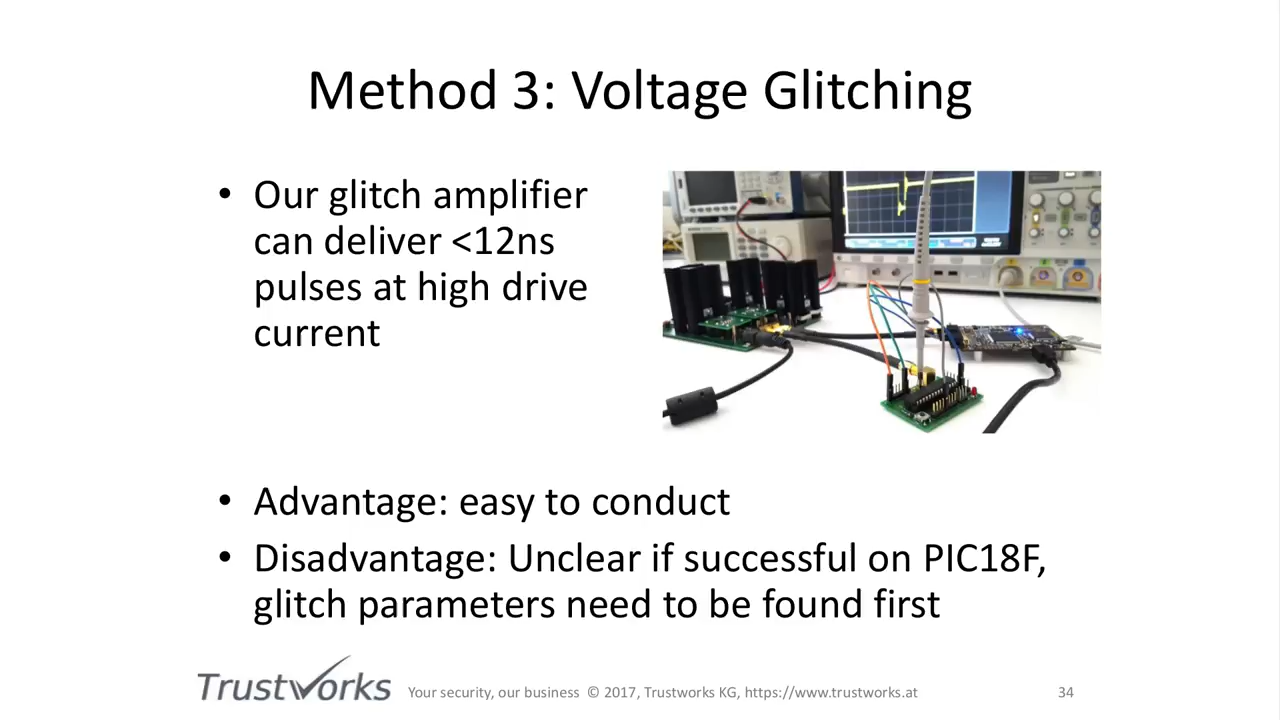 Method 3: Voltage Glitching
• Our glitch amplifier
can deliver <12ns
pulses at high drive
current
• Advantage: easy to conduct
• Disadvantage: Unclear if successful on PIC18F,
glitch parameters need to be found first
Trustworks Your security, our business © 2017, Trustworks KG, https://www.trustworks.at 34